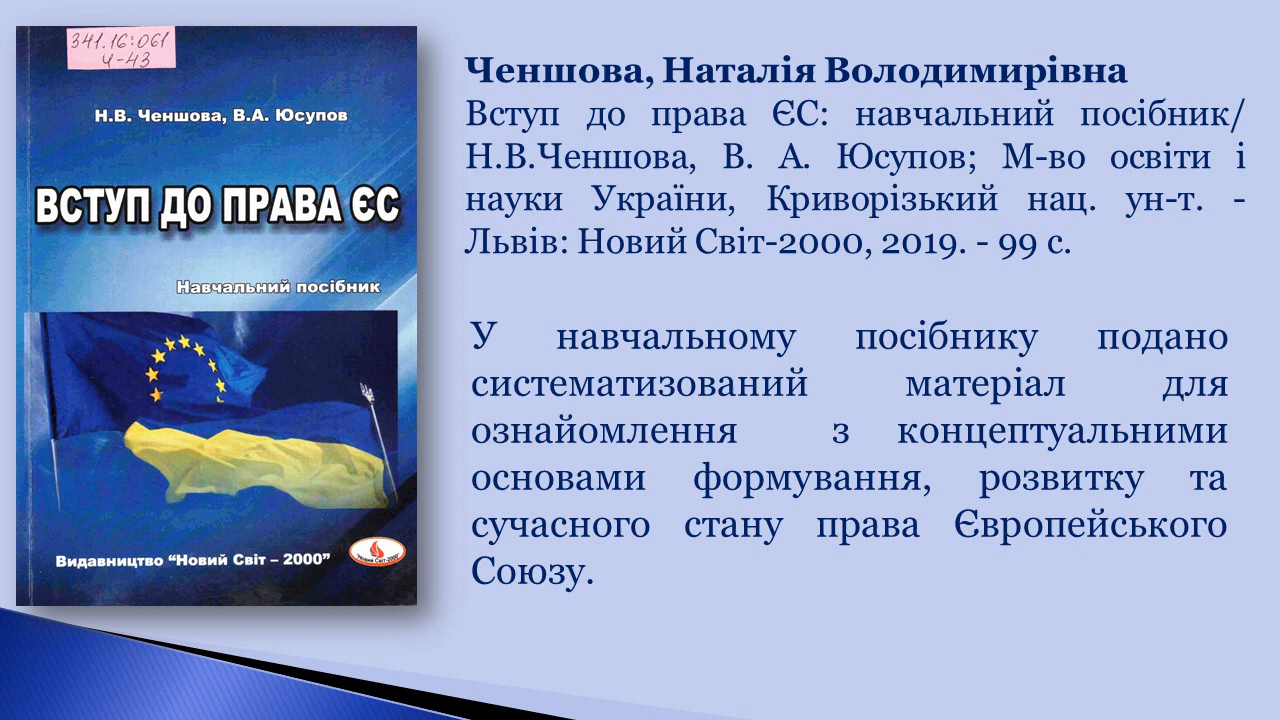 341.16:061
Ч-43
Н.В. Ченшова, В.А. Юсупов
ВСТУП ДО ПРАВА ЄС
Навчальний посібник
Видавництво “Новий Світ – 2000”
"Новий Світ-2000"
Ченшова, Наталія Володимирівна
Вступ до права ЄС: навчальний посібник/
Н.В.Ченшова, В. А. Юсупов; М-во освіти і
науки України, Криворізький нац. ун-т. -
Львів: Новий Світ-2000, 2019. - 99 с.
У навчальному посібнику подано
систематизований матеріал для
ознайомлення з концептуальними
основами формування, розвитку та
сучасного стану права Європейського
Союзу.